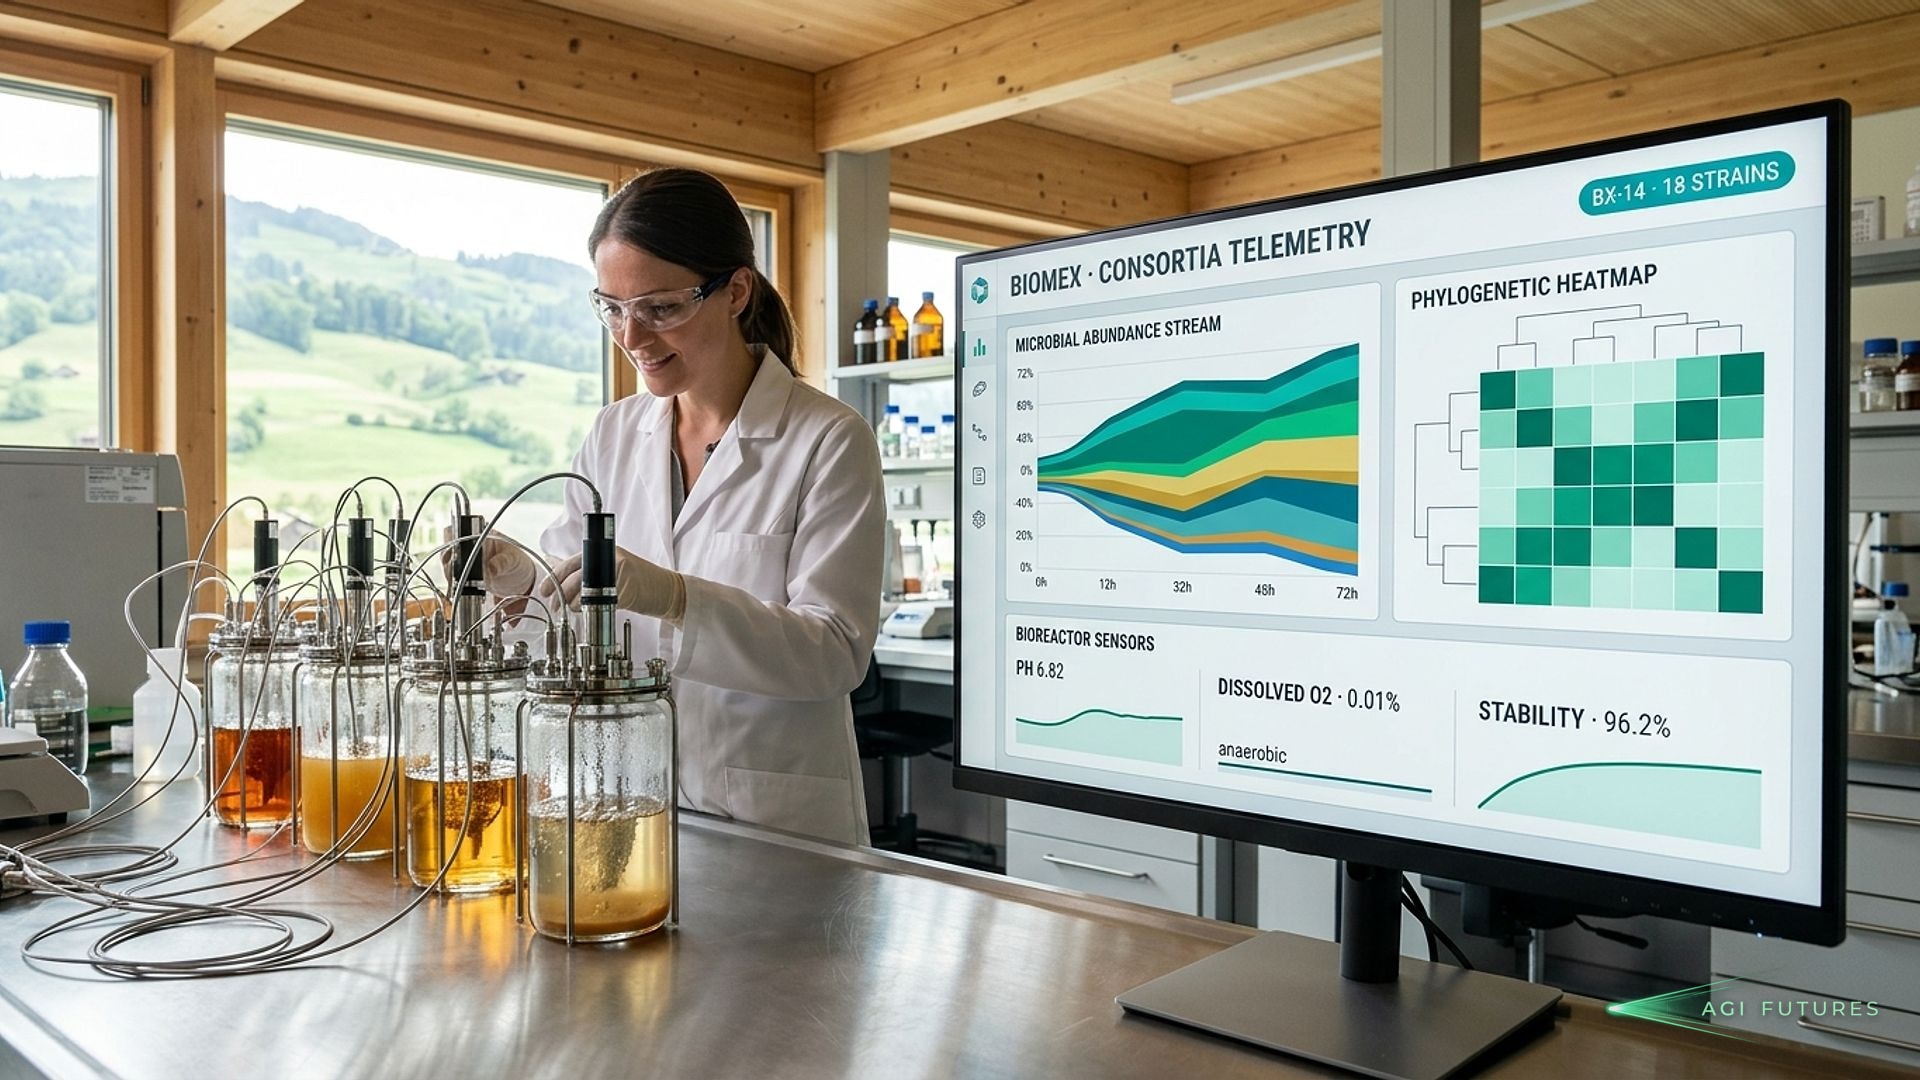 BX-14 · 18 STRAINS
BIOMEX · CONSORTIA TELEMETRY
MICROBIAL ABUNDANCE STREAM
72%
68%
48%
0%
-40%
20%
0%
0h
12h
32h
48h
72h
PHYLOGENETIC HEATMAP
BIOREACTOR SENSORS
PH 6.82
DISSOLVED O2 · 0.01%
anaerobic
STABILITY · 96.2%
AGI FUTURES